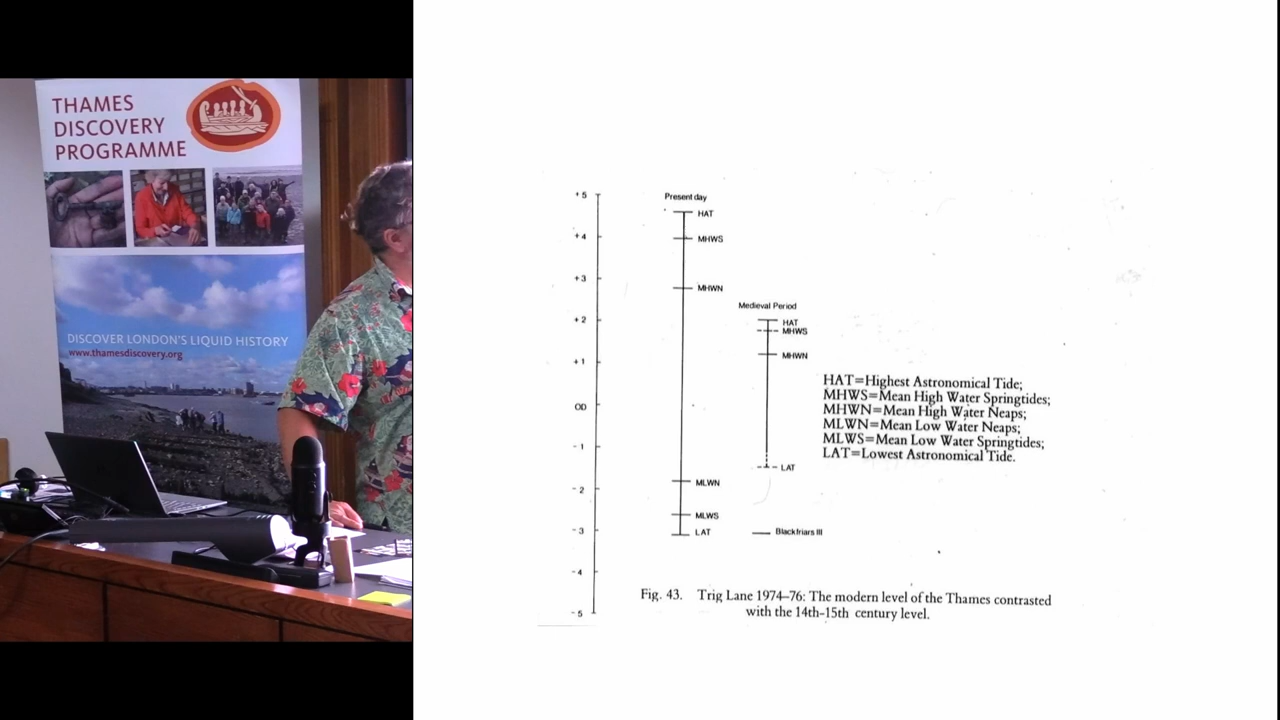 THAMES
DISCOVERY
PROGRAMME
DISCOVER LONDON'S LIQUID HISTORY
www.thamesdiscovery.org
+5
+4
+3
+2
+1
OD
-1
-2
-3
-4
-5
Present day
HAT
MHWS
MHWN
MLWN
MLWS
LAT
Medieval Period
HAT
MHWS
MHWN
LAT
Blackfriars III
HAT=Highest Astronomical Tide;
MHWS=Mean High Water Springtides;
MHWN=Mean High Water Neaps;
MLWN=Mean Low Water Neaps;
MLWS=Mean Low Water Springtides;
LAT=Lowest Astronomical Tide.
Fig. 43. Trig Lane 1974–76: The modern level of the Thames contrasted
with the 14th-15th century level.